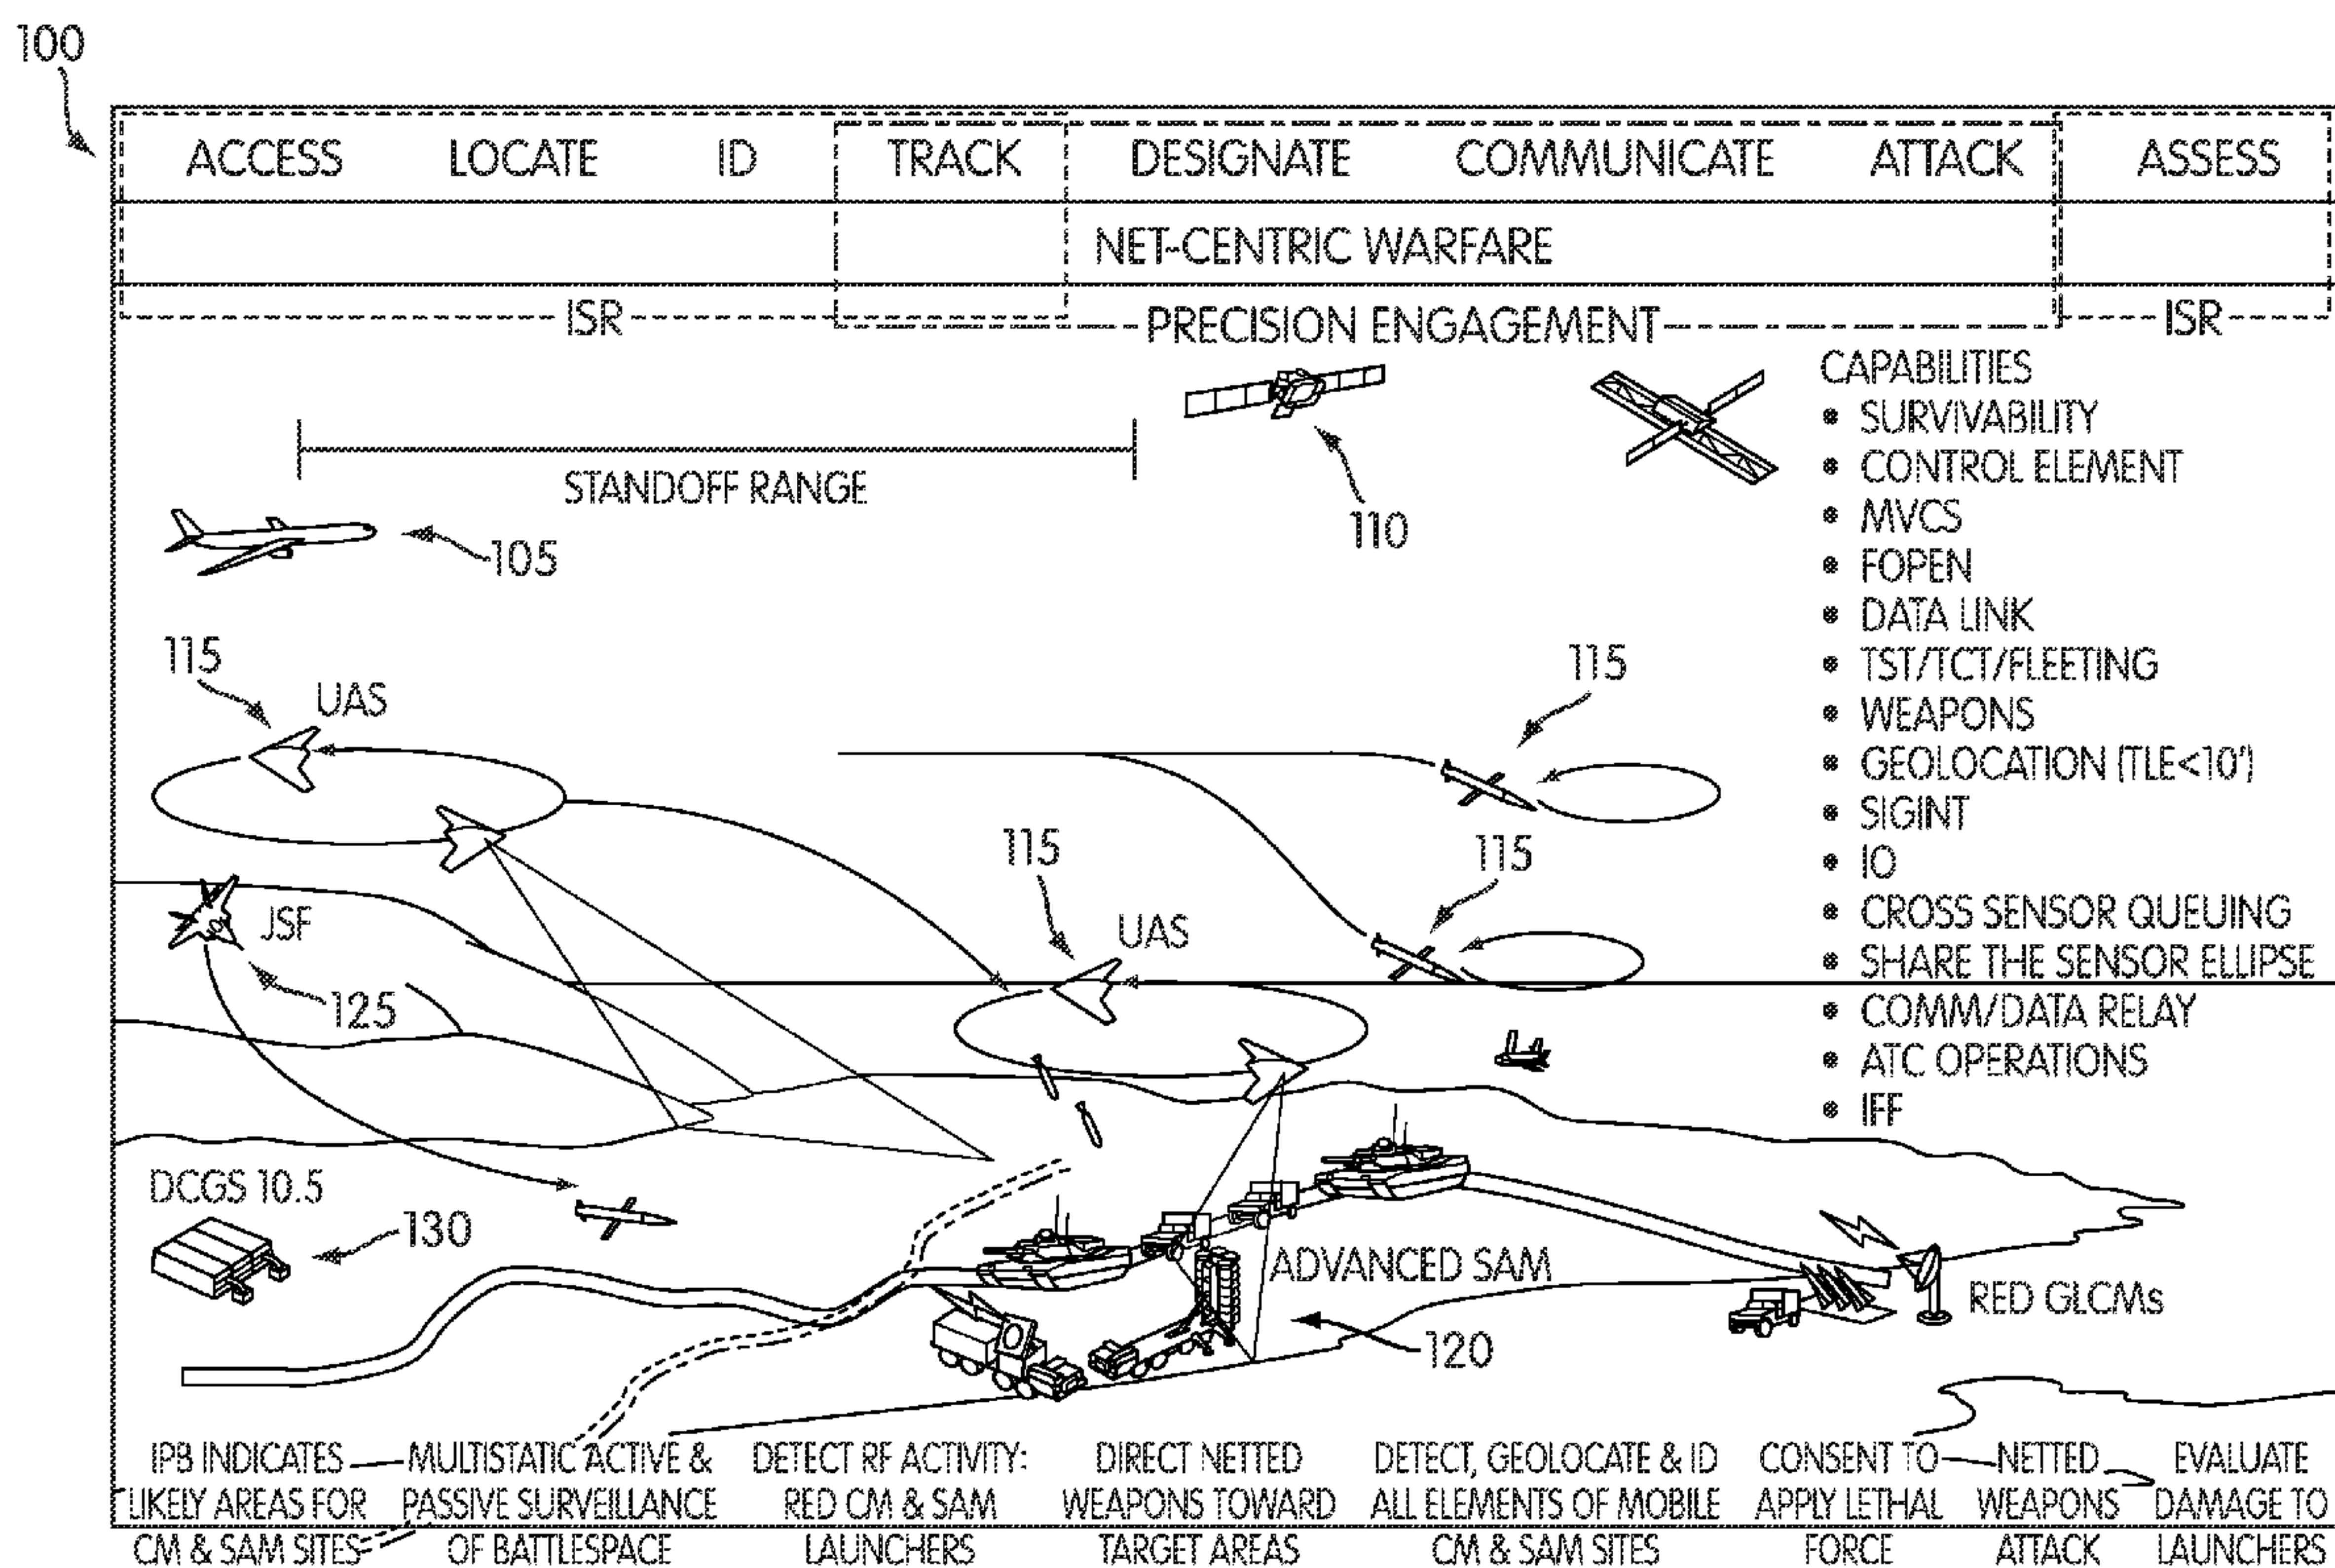 100
ACCESS LOCATE ID TRACK DESIGNATE COMMUNICATE ATTACK ASSESS
NET-CENTRIC WARFARE
ISR PRECISION ENGAGEMENT ISR
CAPABILITIES
• SURVIVABILITY
• CONTROL ELEMENT
• MVCS
• FOPEN
• DATA LINK
• TST/TCT/FLEETING
• WEAPONS
• GEOLOCATION (TLE<10')
• SIGINT
• IO
• CROSS SENSOR QUEUING
• SHARE THE SENSOR ELLIPSE
• COMM/DATA RELAY
• ATC OPERATIONS
• IFF
STANDOFF RANGE
110
105
115
UAS
115
115
UAS
115
JSF
125
DCGS 10.5
130
ADVANCED SAM
120
RED GLCMs
IPB INDICATES
LIKELY AREAS FOR
CM & SAM SITES
MULTISTATIC ACTIVE &
PASSIVE SURVEILLANCE
OF BATTLESPACE
DETECT RF ACTIVITY:
RED CM & SAM
LAUNCHERS
DIRECT NETTED
WEAPONS TOWARD
TARGET AREAS
DETECT, GEOLOCATE & ID
ALL ELEMENTS OF MOBILE
CM & SAM SITES
CONSENT TO
APPLY LETHAL
FORCE
NETTED
WEAPONS
ATTACK
EVALUATE
DAMAGE TO
LAUNCHERS